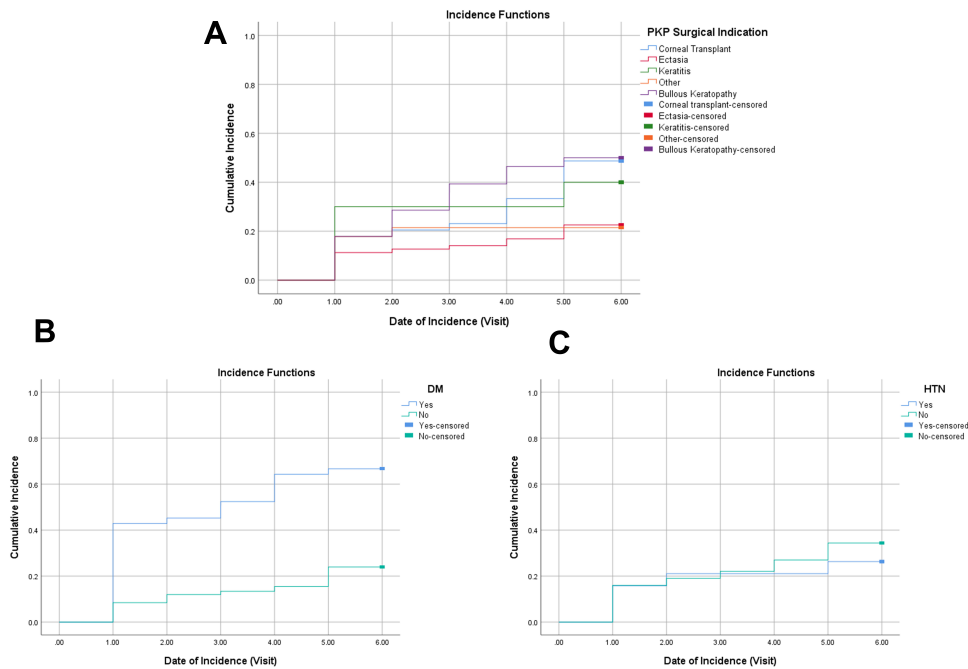 A
Incidence Functions
PKP Surgical Indication
Corneal Transplant
Ectasia
Keratitis
Other
Bullous Keratopathy
Corneal transplant-censored
Ectasia-censored
Keratitis-censored
Other-censored
Bullous Keratopathy-censored
Cumulative Incidence
1.0
0.8
0.6
0.4
0.2
0.0
.00 1.00 2.00 3.00 4.00 5.00 6.00
Date of Incidence (Visit)
B
Incidence Functions
DM
Yes
No
Yes-censored
No-censored
Cumulative Incidence
1.0
0.8
0.6
0.4
0.2
0.0
.00 1.00 2.00 3.00 4.00 5.00 6.00
Date of Incidence (Visit)
C
Incidence Functions
HTN
Yes
No
Yes-censored
No-censored
Cumulative Incidence
1.0
0.8
0.6
0.4
0.2
0.0
.00 1.00 2.00 3.00 4.00 5.00 6.00
Date of Incidence (Visit)